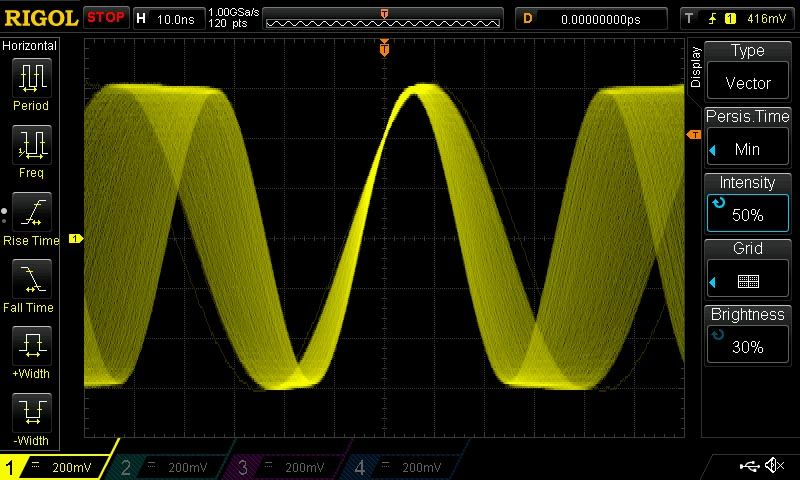 RIGOL STOP H 10.0ns 1.00GSa/s 120 pts T D 0.00000000ps T 1 416mV
Horizontal
Period
Freq
Rise Time
Fall Time
+Width
-Width
T
T
1
Display
Type
Vector
Persis.Time
Min
Intensity
50%
Grid
Brightness
30%
1 200mV 2 200mV 3 200mV 4 200mV